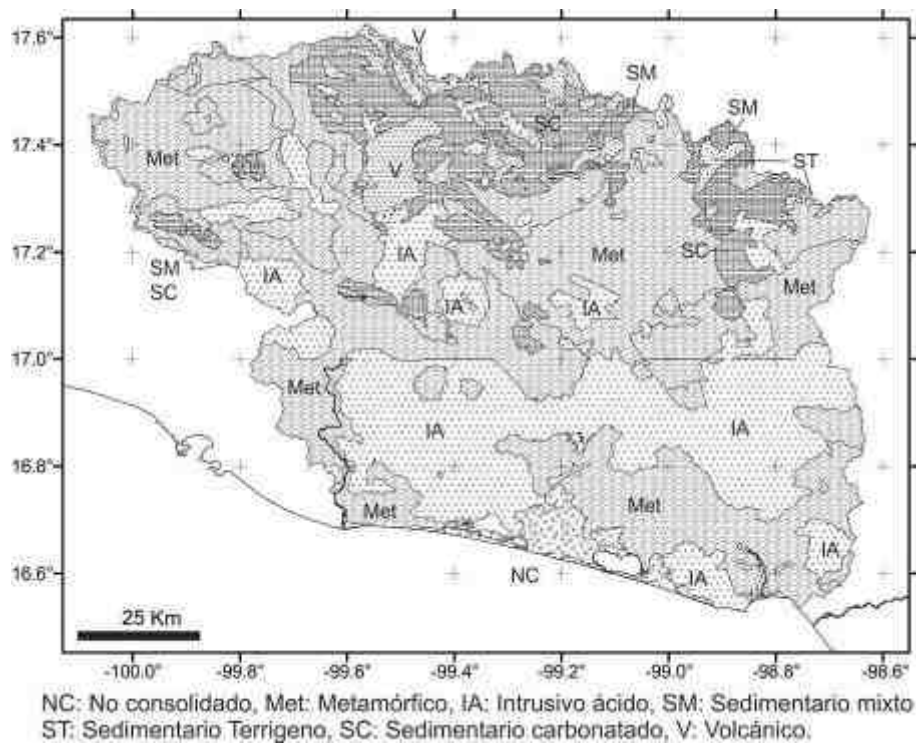 17.6°
V
SM
SC
SM
17.4°
Met
V
ST
17.2°
IA
Met
SC
SM
SC
IA
IA
IA
Met
17.0°
Met
IA
IA
16.8°
Met
Met
IA
16.6°
NC
IA
25 Km
-100.0° -99.8° -99.6° -99.4° -99.2° -99.0° -98.8° -98.6°
NC: No consolidado, Met: Metamórfico, IA: Intrusivo ácido, SM: Sedimentario mixto
ST: Sedimentario Terrigeno, SC: Sedimentario carbonatado, V: Volcánico.